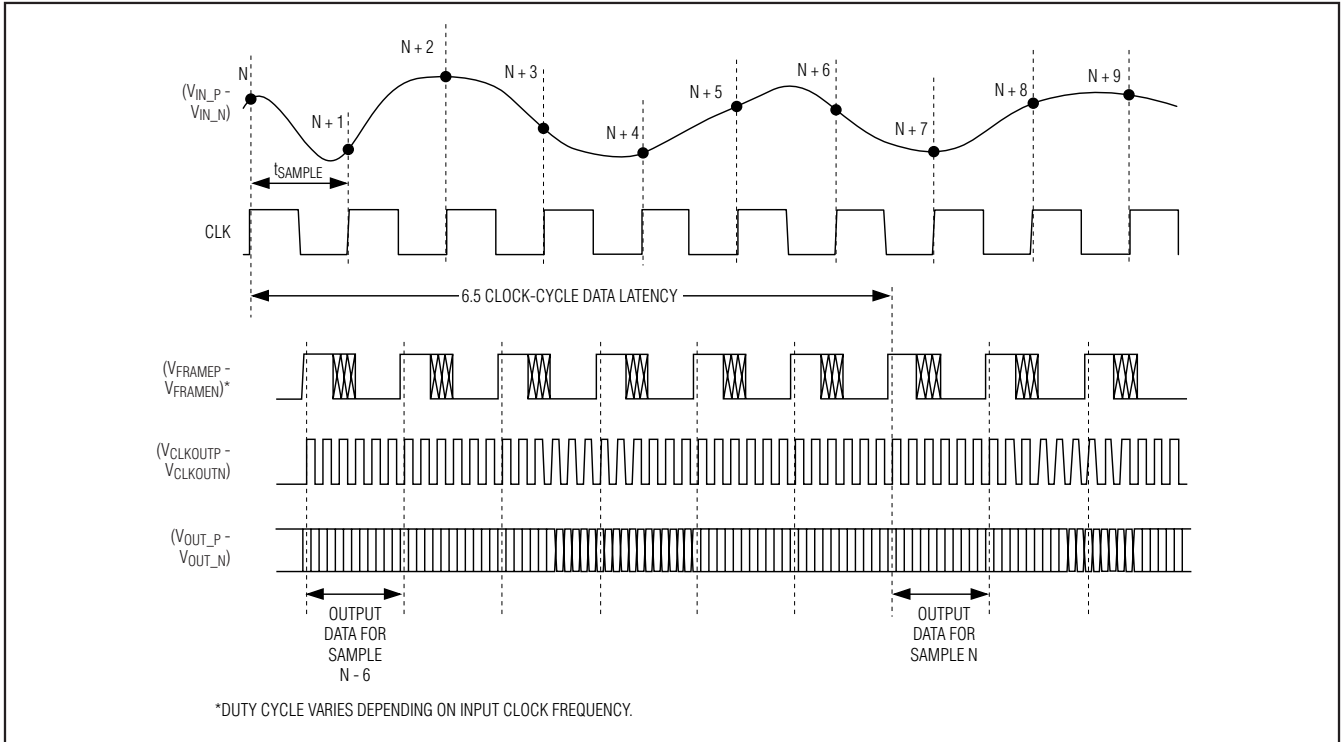 N
N + 1
N + 2
N + 3
N + 4
N + 5
N + 6
N + 7
N + 8
N + 9
(VIN_P -
VIN_N)
tSAMPLE
CLK
6.5 CLOCK-CYCLE DATA LATENCY
(VFRAMEP -
VFRAMEN)*
(VCLKOUTP -
VCLKOUTN)
(VOUT_P -
VOUT_N)
OUTPUT
DATA FOR
SAMPLE
N - 6
OUTPUT
DATA FOR
SAMPLE N
*DUTY CYCLE VARIES DEPENDING ON INPUT CLOCK FREQUENCY.